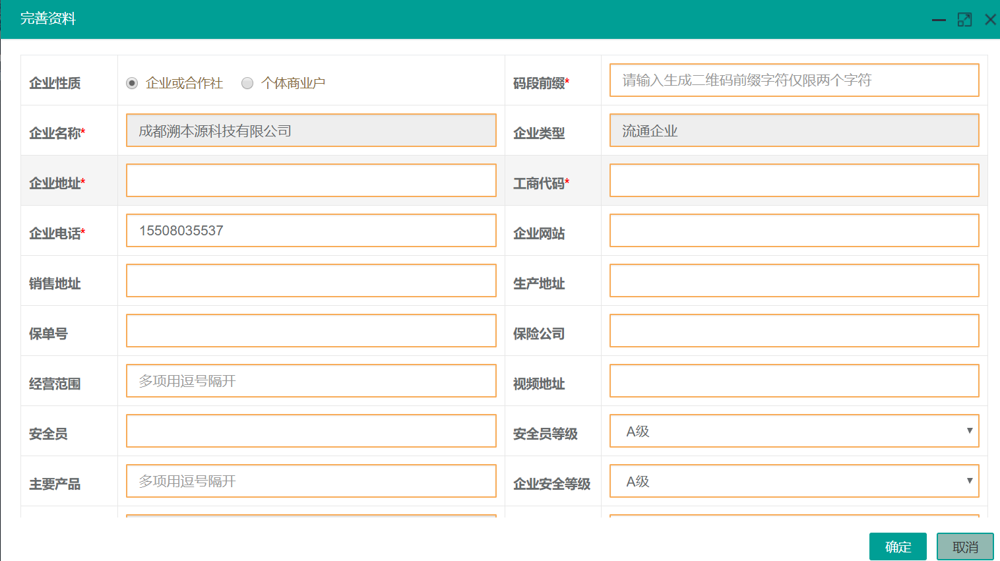 完善资料
企业性质 企业或合作社 个体商业户 码段前缀* 请输入生成二维码前缀字符仅限两个字符
企业名称* 成都溯本源科技有限公司 企业类型 流通企业
企业地址* 工商代码*
企业电话* 15508035537 企业网站
销售地址 生产地址
保单号 保险公司
经营范围 多项用逗号隔开 视频地址
安全员 安全员等级 A级
主要产品 多项用逗号隔开 企业安全等级 A级
确定 取消